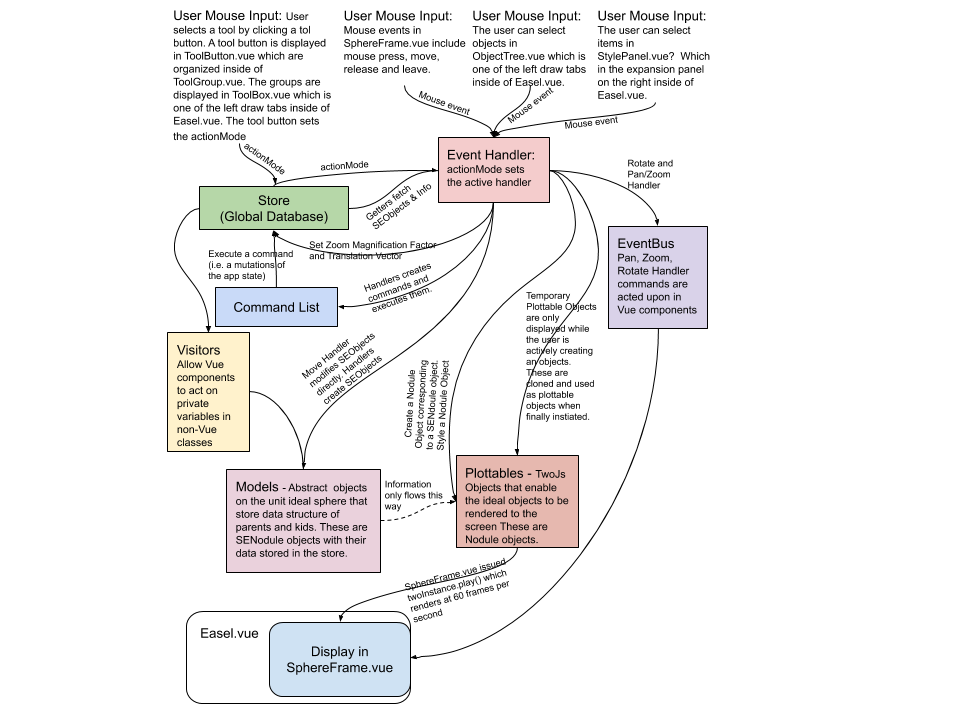 User Mouse Input: User
selects a tool by clicking a tol
button. A tool button is displayed
in ToolButton.vue which are
organized inside of
ToolGroup.vue. The groups are
displayed in ToolBox.vue which is
one of the left draw tabs inside of
Easel.vue. The tool button sets
the actionMode
User Mouse Input:
Mouse events in
SphereFrame.vue include
mouse press, move,
release and leave.
User Mouse Input:
The user can select
objects in
ObjectTree.vue which is
one of the left draw tabs
inside of Easel.vue.
User Mouse Input:
The user can select
items in
StylePanel.vue? Which
in the expansion panel
on the right inside of
Easel.vue.
Mouse event
Mouse event
Mouse event
actionMode
actionMode
Event Handler:
actionMode sets
the active handler
Rotate and
Pan/Zoom
Handler
Store
(Global Database)
Getters fetch
SEObjects & Info
Set Zoom Magnification Factor
and Translation Vector
EventBus
Pan, Zoom,
Rotate Handler
commands are
acted upon in
Vue components
Execute a command
(i.e. a mutations of
the app state)
Command List
Handlers creates
commands and
executes them.
Temporary
Plottable Objects
are only
displayed while
the user is
actively creating
an objects.
These are
cloned and used
as plottable
objects when
finally instiated.
Visitors
Allow Vue
components
to act on
private
variables in
non-Vue
classes
Move Handler
modifies SEObjects
directly. Handlers
create SEObjects
Create a Nodule
Object corresponding
to a SENdoule object.
Style a Nodule Object
Models - Abstract objects
on the unit ideal sphere that
store data structure of
parents and kids. These are
SENodule objects with their
data stored in the store.
Information
only flows this
way
Plottables - TwoJs
Objects that enable
the ideal objects to be
rendered to the
screen These are
Nodule objects.
SphereFrame.vue issued
twoInstance.play() which
renders at 60 frames per
second
Easel.vue
Display in
SphereFrame.vue